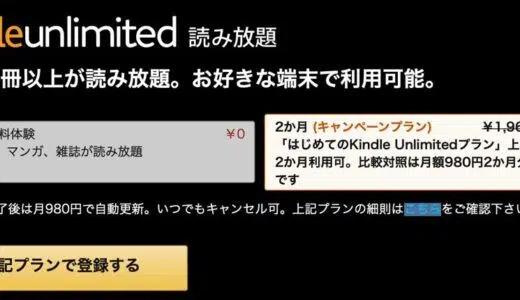 leunlimited 読み放題
冊以上が読み放題。お好きな端末で利用可能。
料体験 ¥0
マンガ、雑誌が読み放題
2か月 (キャンペーンプラン) ¥1,96
「はじめてのKindle Unlimitedプラン」上
2か月利用可。比較対照は月額980円2か月分
です
了後は月980円で自動更新。いつでもキャンセル可。上記プランの細則はこちらをご確認下さい
記プランで登録する